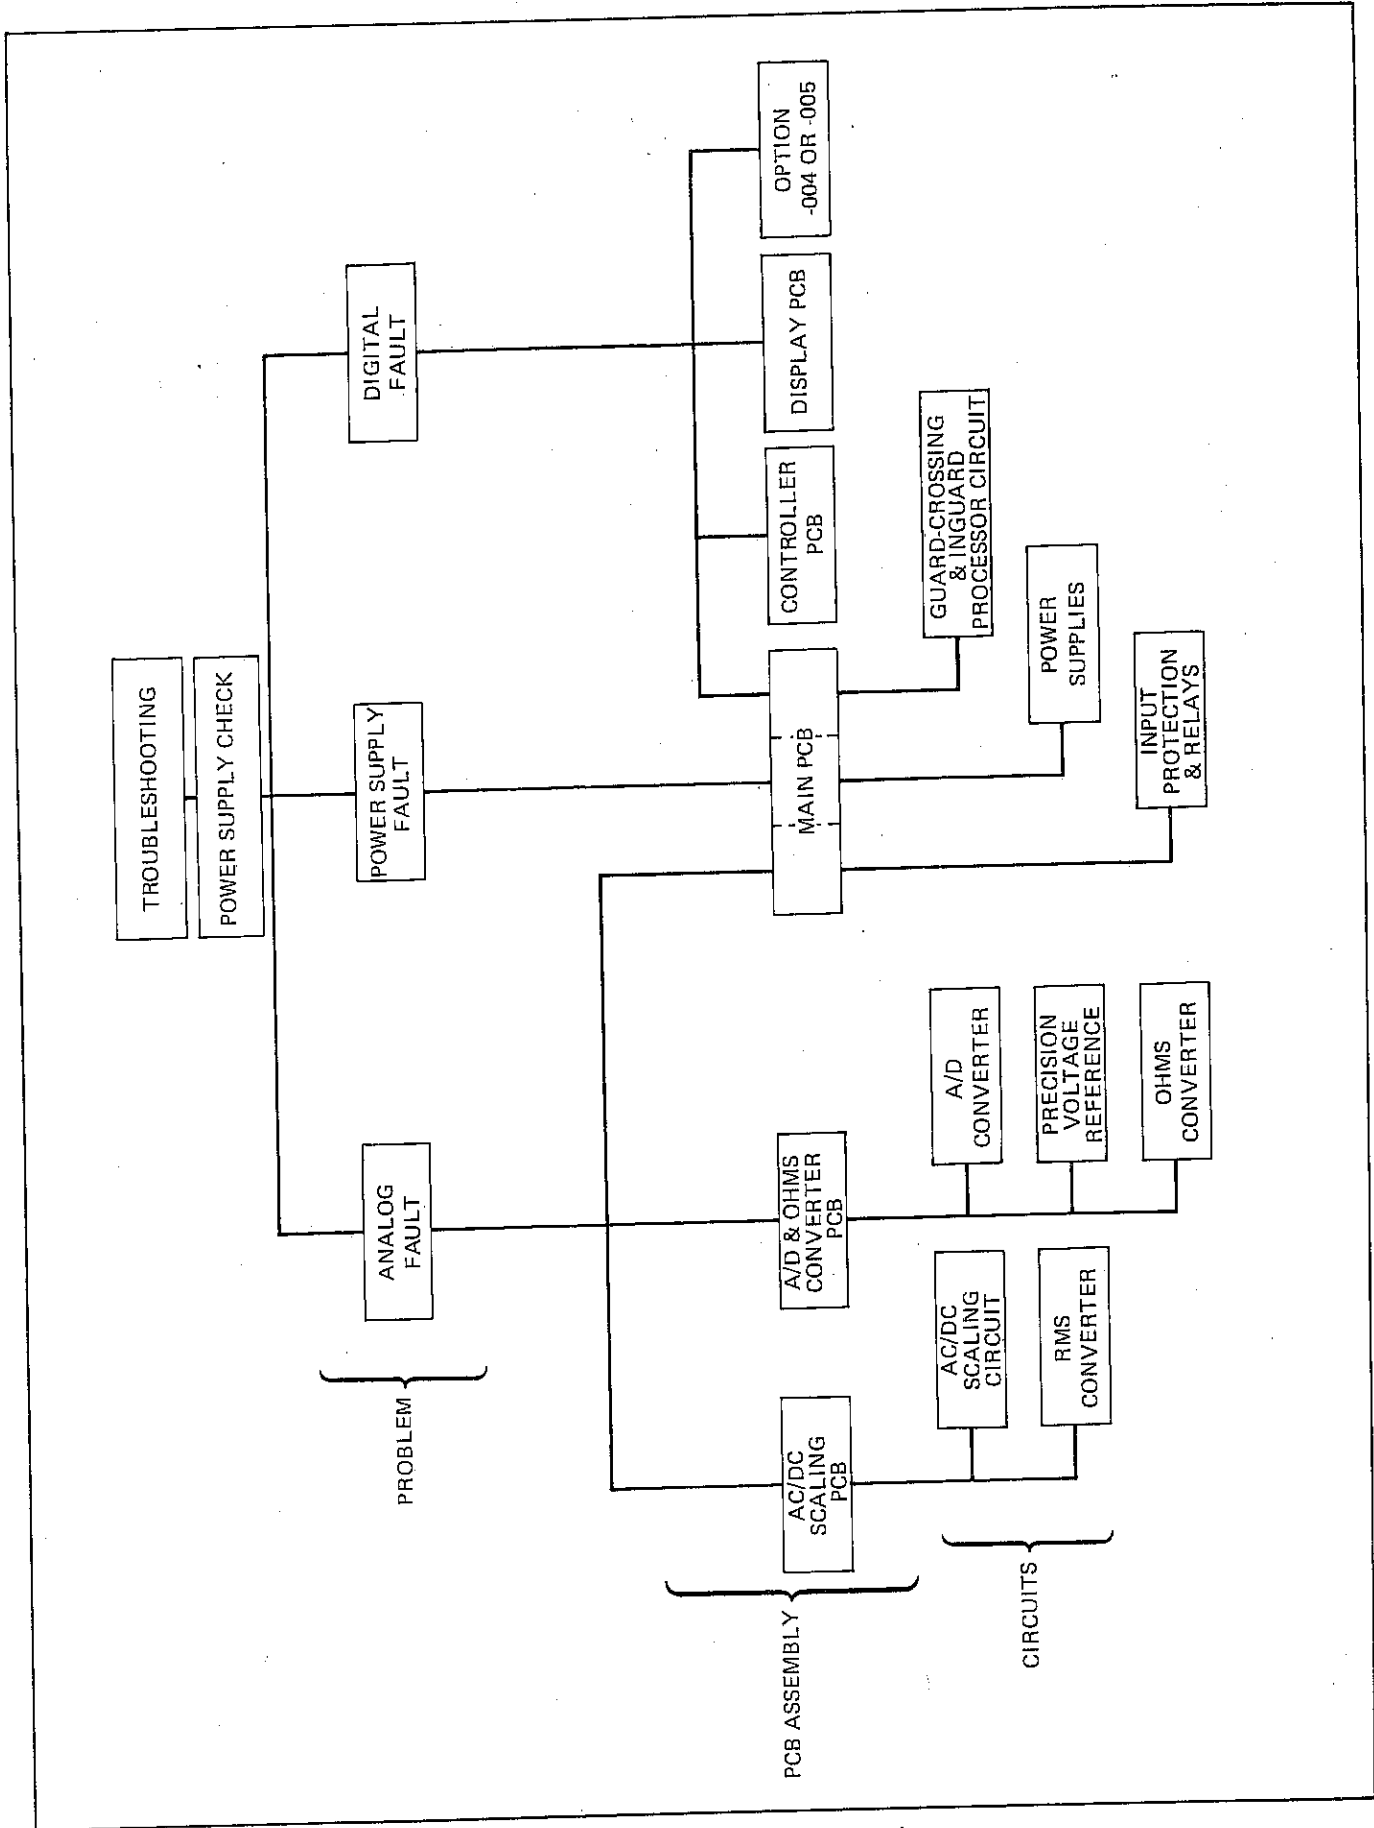 TROUBLESHOOTING
POWER SUPPLY CHECK
PROBLEM
ANALOG
FAULT
POWER SUPPLY
FAULT
DIGITAL
FAULT
PCB ASSEMBLY
AC/DC
SCALING
PCB
A/D & OHMS
CONVERTER
PCB
MAIN PCB
CONTROLLER
PCB
DISPLAY PCB
OPTION
-004 OR -005
CIRCUITS
AC/DC
SCALING
CIRCUIT
RMS
CONVERTER
A/D
CONVERTER
PRECISION
VOLTAGE
REFERENCE
OHMS
CONVERTER
INPUT
PROTECTION
& RELAYS
POWER
SUPPLIES
GUARD-CROSSING
& INGUARD
PROCESSOR CIRCUIT